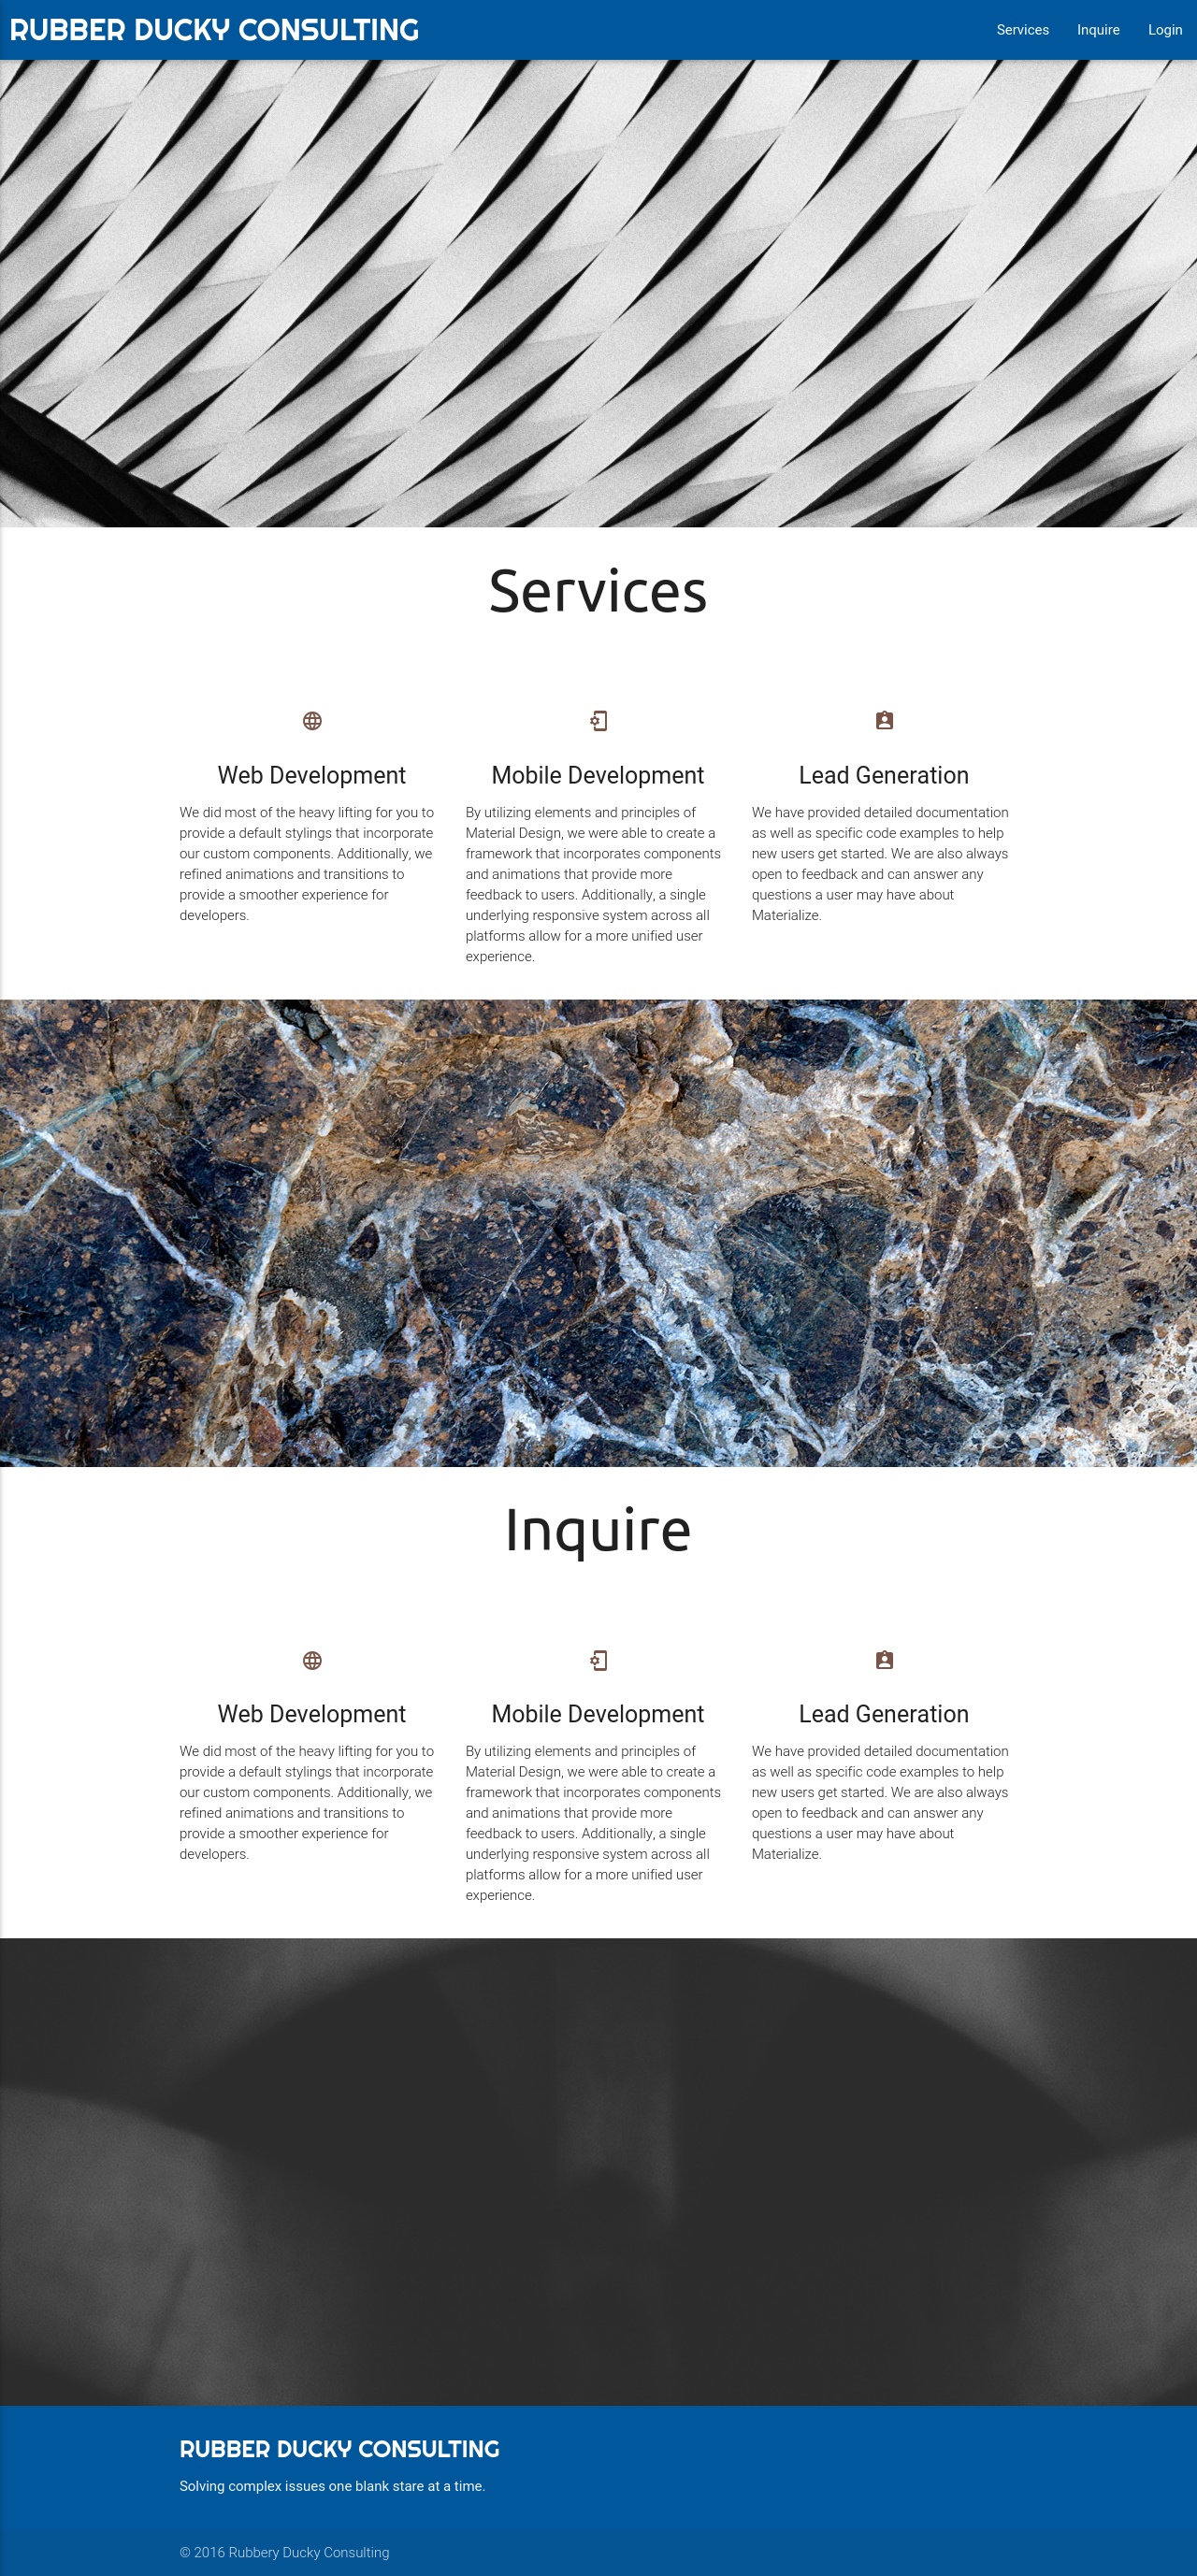 RUBBER DUCKY CONSULTING
Services Inquire Login
Services
Web Development
We did most of the heavy lifting for you to
provide a default stylings that incorporate
our custom components. Additionally, we
refined animations and transitions to
provide a smoother experience for
developers.
Mobile Development
By utilizing elements and principles of
Material Design, we were able to create a
framework that incorporates components
and animations that provide more
feedback to users. Additionally, a single
underlying responsive system across all
platforms allow for a more unified user
experience.
Lead Generation
We have provided detailed documentation
as well as specific code examples to help
new users get started. We are also always
open to feedback and can answer any
questions a user may have about
Materialize.
Inquire
Web Development
We did most of the heavy lifting for you to
provide a default stylings that incorporate
our custom components. Additionally, we
refined animations and transitions to
provide a smoother experience for
developers.
Mobile Development
By utilizing elements and principles of
Material Design, we were able to create a
framework that incorporates components
and animations that provide more
feedback to users. Additionally, a single
underlying responsive system across all
platforms allow for a more unified user
experience.
Lead Generation
We have provided detailed documentation
as well as specific code examples to help
new users get started. We are also always
open to feedback and can answer any
questions a user may have about
Materialize.
RUBBER DUCKY CONSULTING
Solving complex issues one blank stare at a time.
© 2016 Rubbery Ducky Consulting